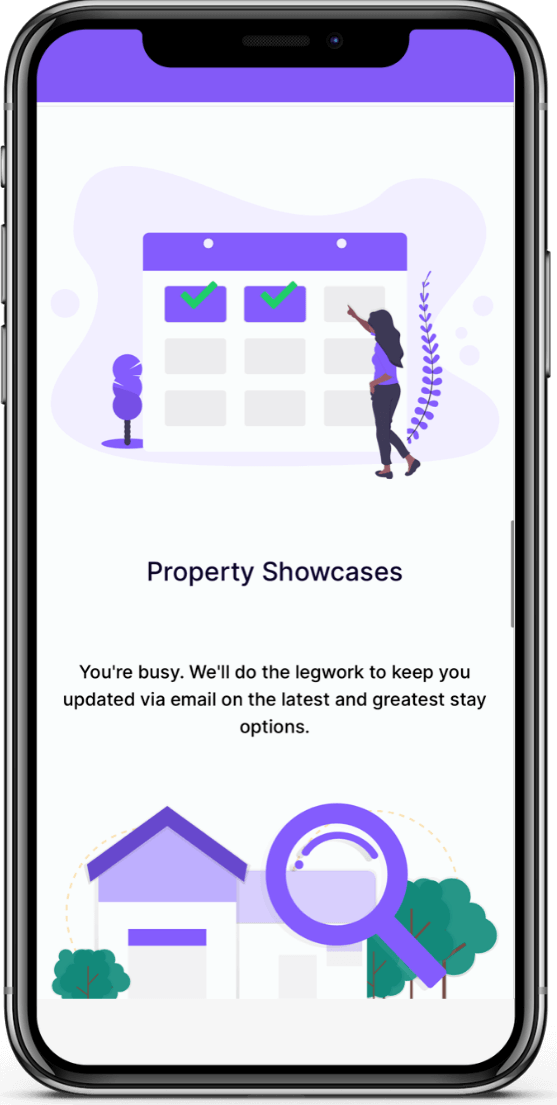 Property Showcases
You're busy. We'll do the legwork to keep you
updated via email on the latest and greatest stay
options.